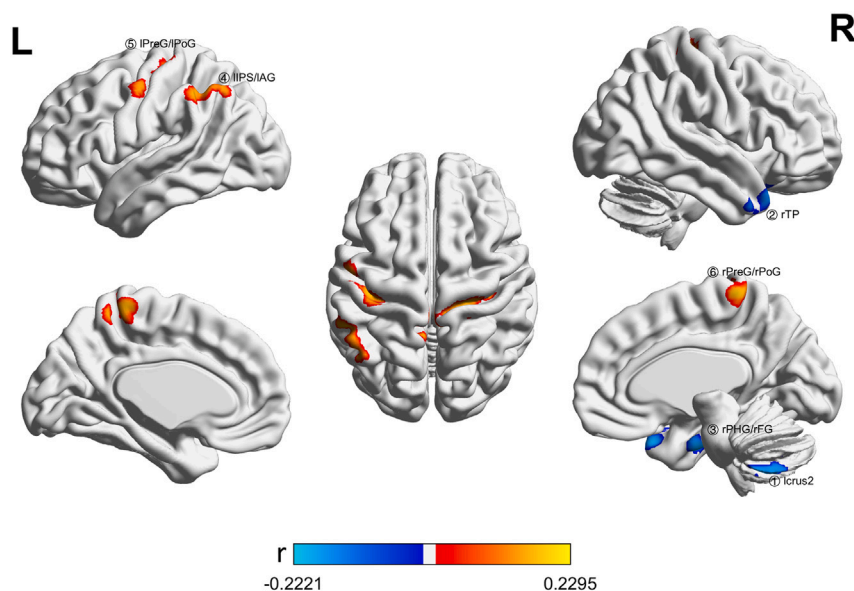 L
R
⑤ lPreG/lPoG
④ lIPS/lAG
② rTP
⑥ rPreG/rPoG
③ rPHG/rFG
① lcrus2
r
-0.2221
0.2295